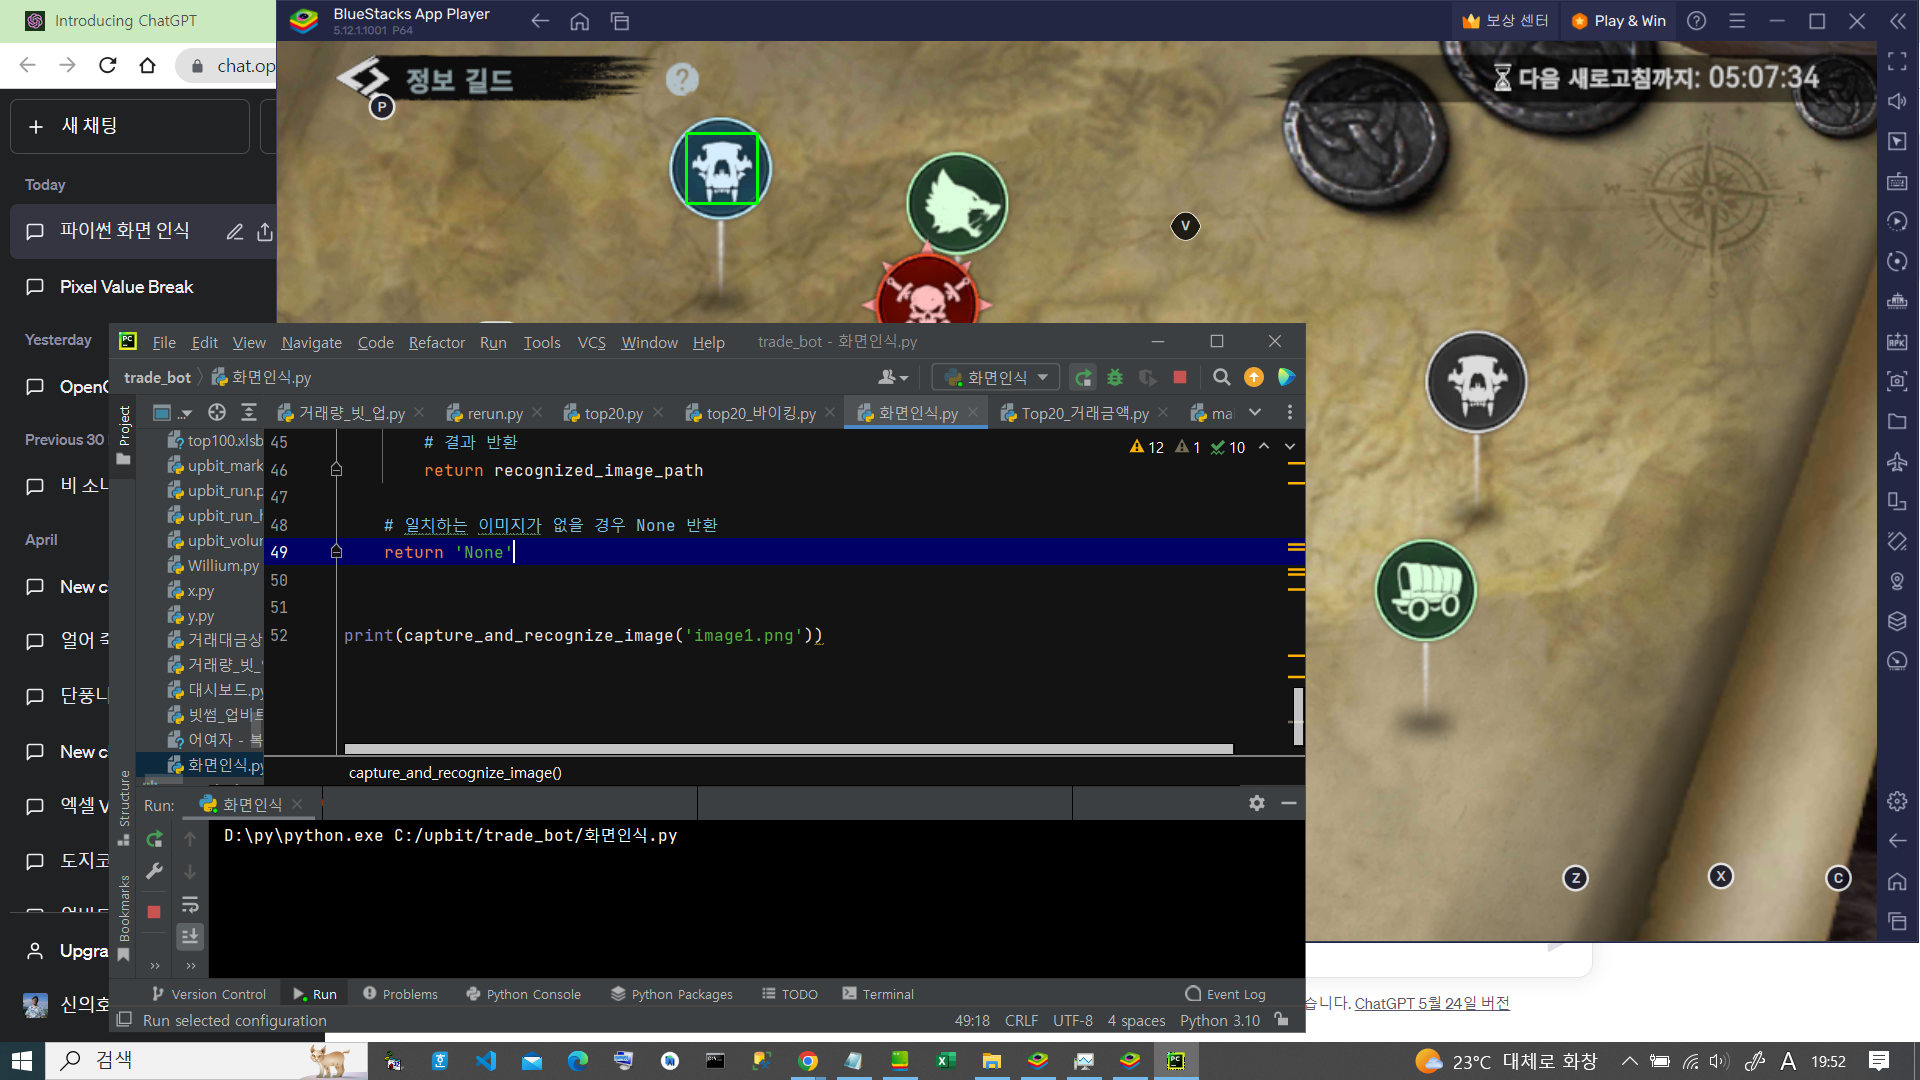 Introducing ChatGPT
BlueStacks App Player
5.12.1.1001 P64
보상 센터
Play & Win
chat.op
정보 길드
P
다음 새로고침까지: 05:07:34
새 채팅
Today
파이썬 화면 인식
V
Pixel Value Break
Yesterday
File Edit View Navigate Code Refactor Run Tools VCS Window Help
trade_bot - 화면인식.py
trade_bot
화면인식.py
화면인식
OpenC
거래량_빗_업.py
rerun.py
top20.py
top20_바이킹.py
화면인식.py
Top20_거래금액.py
ma
Project
Previous 30
top100.xlsb
upbit_mark
upbit_run.p
upbit_run_h
upbit_volur
Willium.py
x.py
y.py
거래대금상
거래량_빗_
대시보드.py
빗썸_업비트
어여자 - 복
화면인식.py
45 # 결과 반환
12 1 10
46 return recognized_image_path
47
48 # 일치하는 이미지가 없을 경우 None 반환
49 return 'None'
50
51
52 print(capture_and_recognize_image('image1.png'))
capture_and_recognize_image()
비 소니
April
New c
얼어 죽
단풍나
New c
엑셀 V
도지코
Upgra
신의호
Structure
Bookmarks
Run:
화면인식
D:\py\python.exe C:/upbit/trade_bot/화면인식.py
Z
X
C
Version Control
Run
Problems
Python Console
Python Packages
TODO
Terminal
Event Log
Run selected configuration
49:18 CRLF UTF-8 4 spaces Python 3.10
습니다. ChatGPT 5월 24일 버전
검색
23°C 대체로 화창
A
19:52